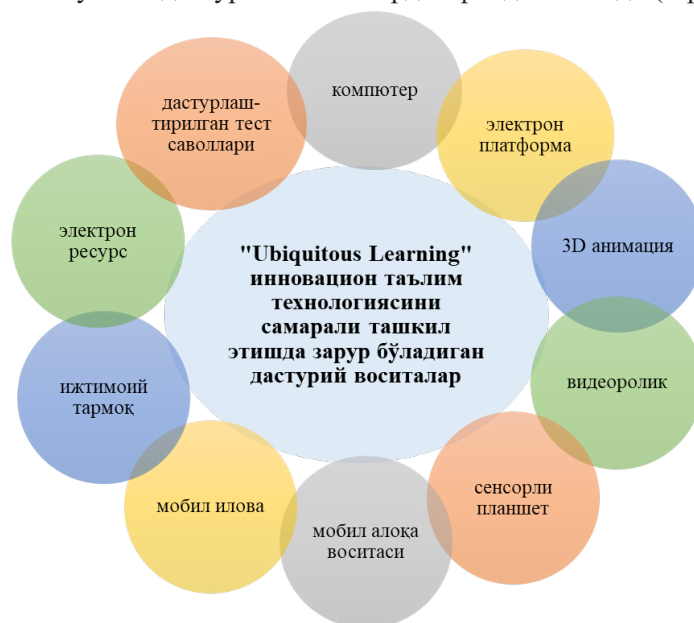 компютер
электрон
платформа
3D анимация
видеоролик
сенсорли
планшет
мобил алоқа
воситаси
мобил илова
ижтимоий
тармоқ
электрон
ресурс
дастурлаш-
тирилган тест
саволлари
"Ubiquitous Learning"
инновацион таълим
технологиясини
самарали ташкил
этишда зарур бўладиган
дастурий воситалар